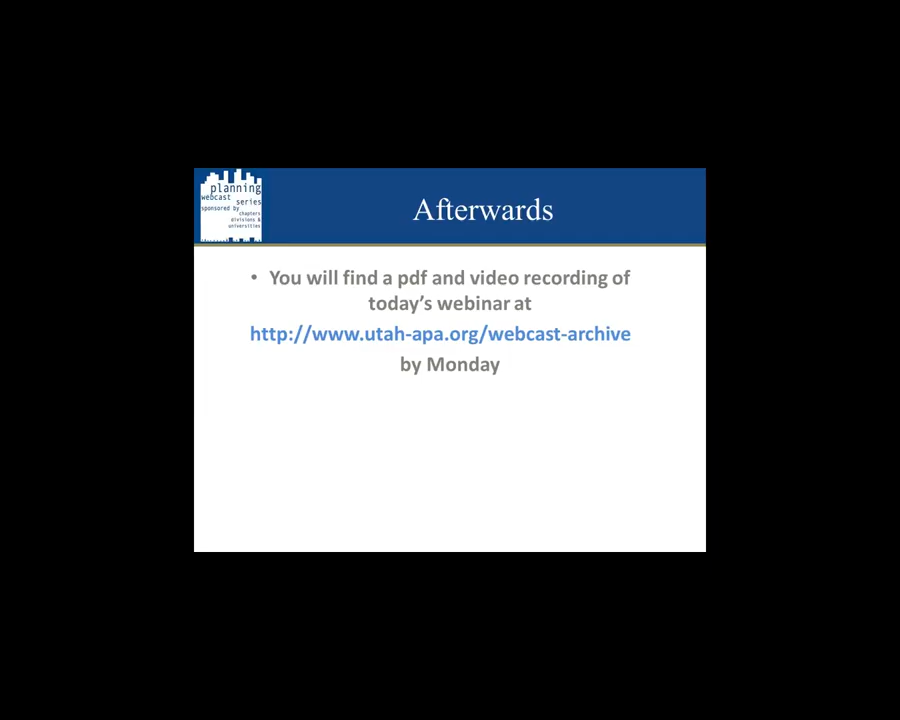 planning
webcast series
sponsored by
chapters
divisions &
universities
Afterwards
• You will find a pdf and video recording of
today's webinar at
http://www.utah-apa.org/webcast-archive
by Monday